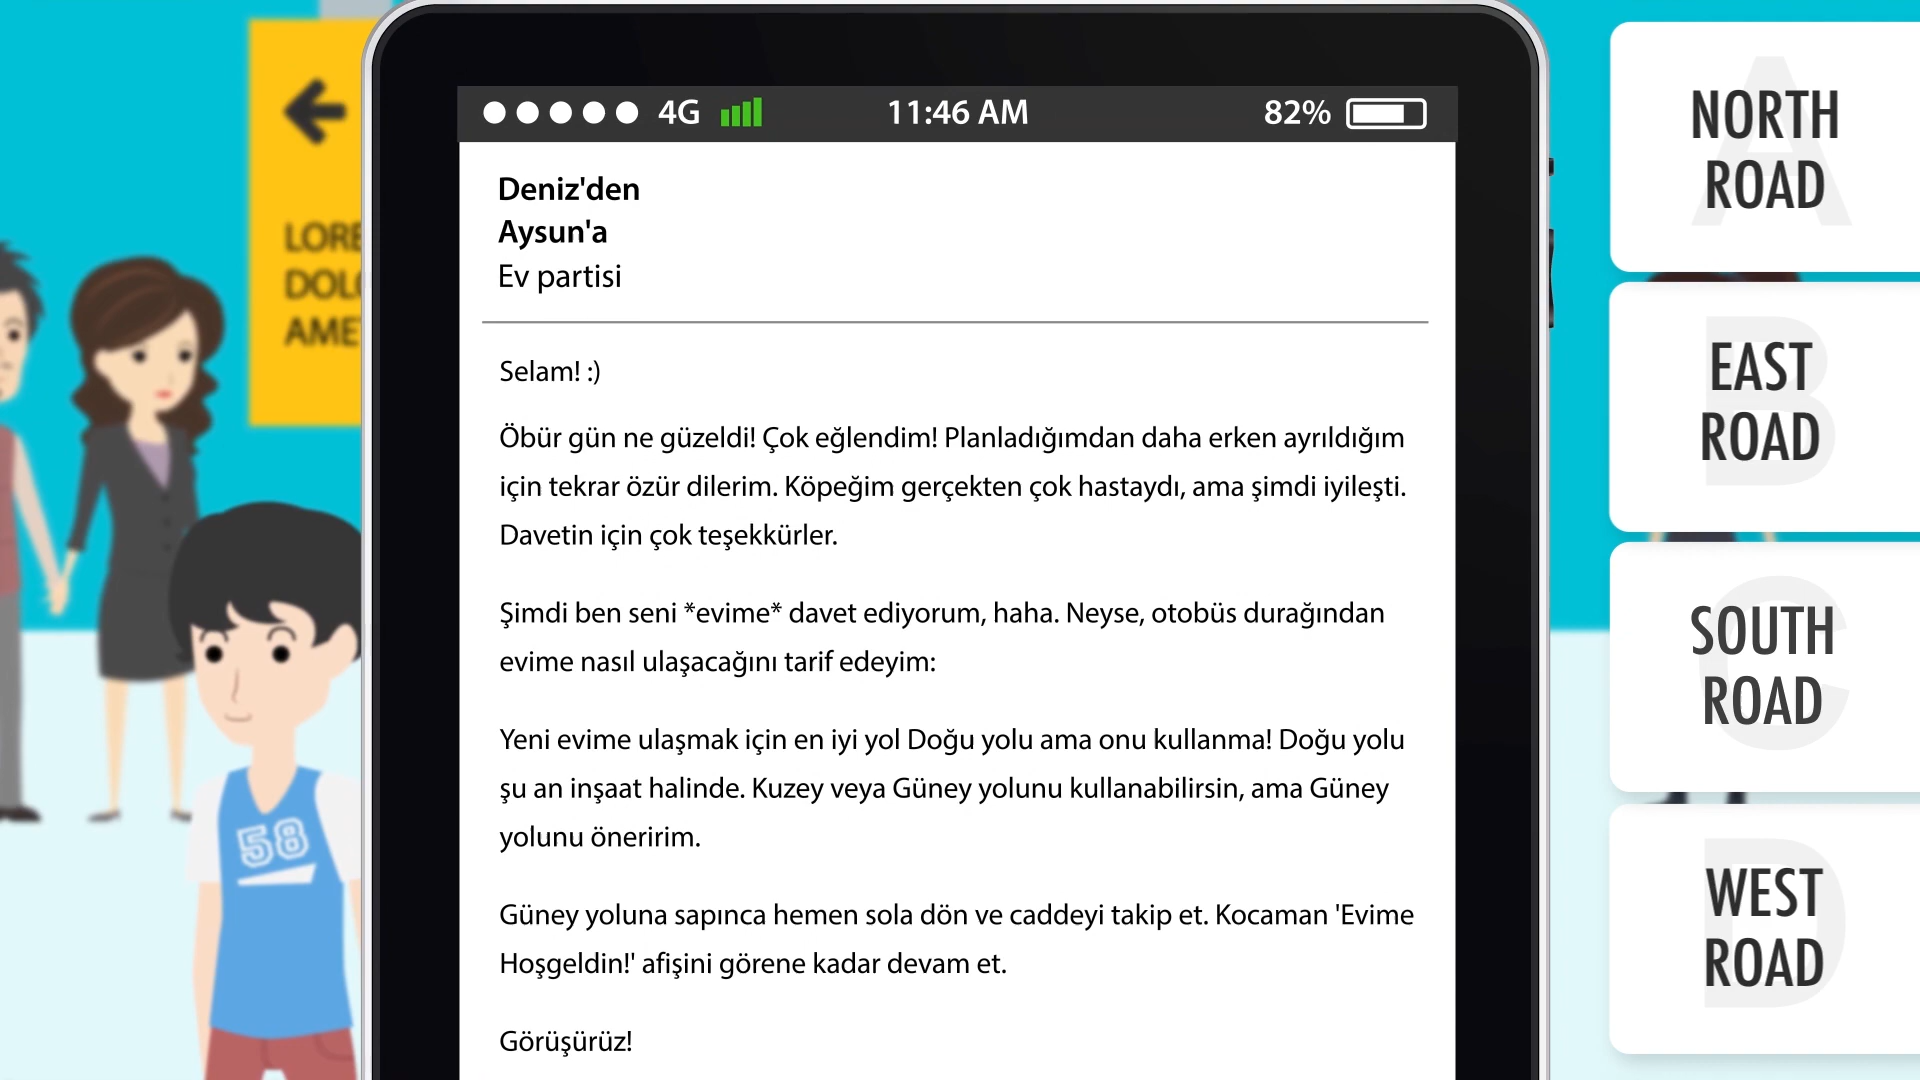 LORE
DOLO
AME
58
4G
11:46 AM
82%
Deniz'den
Aysun'a
Ev partisi
Selam! :)
Öbür gün ne güzeldi! Çok eğlendim! Planladığımdan daha erken ayrıldığım
için tekrar özür dilerim. Köpeğim gerçekten çok hastaydı, ama şimdi iyileşti.
Davetin için çok teşekkürler.
Şimdi ben seni *evime* davet ediyorum, haha. Neyse, otobüs durağından
evime nasıl ulaşacağını tarif edeyim:
Yeni evime ulaşmak için en iyi yol Doğu yolu ama onu kullanma! Doğu yolu
şu an inşaat halinde. Kuzey veya Güney yolunu kullanabilirsin, ama Güney
yolunu öneririm.
Güney yoluna sapınca hemen sola dön ve caddeyi takip et. Kocaman 'Evime
Hoşgeldin!' afişini görene kadar devam et.
Görüşürüz!
A
NORTH
ROAD
B
EAST
ROAD
C
SOUTH
ROAD
D
WEST
ROAD